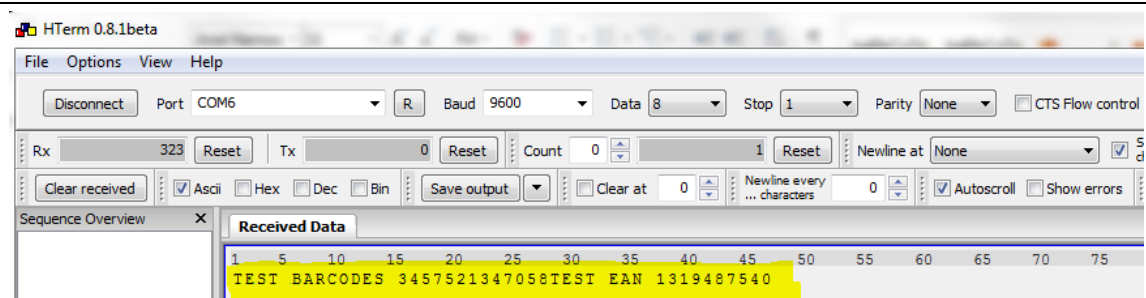 HTerm 0.8.1beta
File Options View Help
Disconnect Port COM6 R Baud 9600 Data 8 Stop 1 Parity None CTS Flow control
Rx 323 Reset Tx 0 Reset Count 0 1 Reset Newline at None S
Clear received Ascii Hex Dec Bin Save output Clear at 0 Newline every ... characters 0 Autoscroll Show errors
Sequence Overview X Received Data
1 5 10 15 20 25 30 35 40 45 50 55 60 65 70 75
TEST BARCODES 3457521347058TEST EAN 1319487540